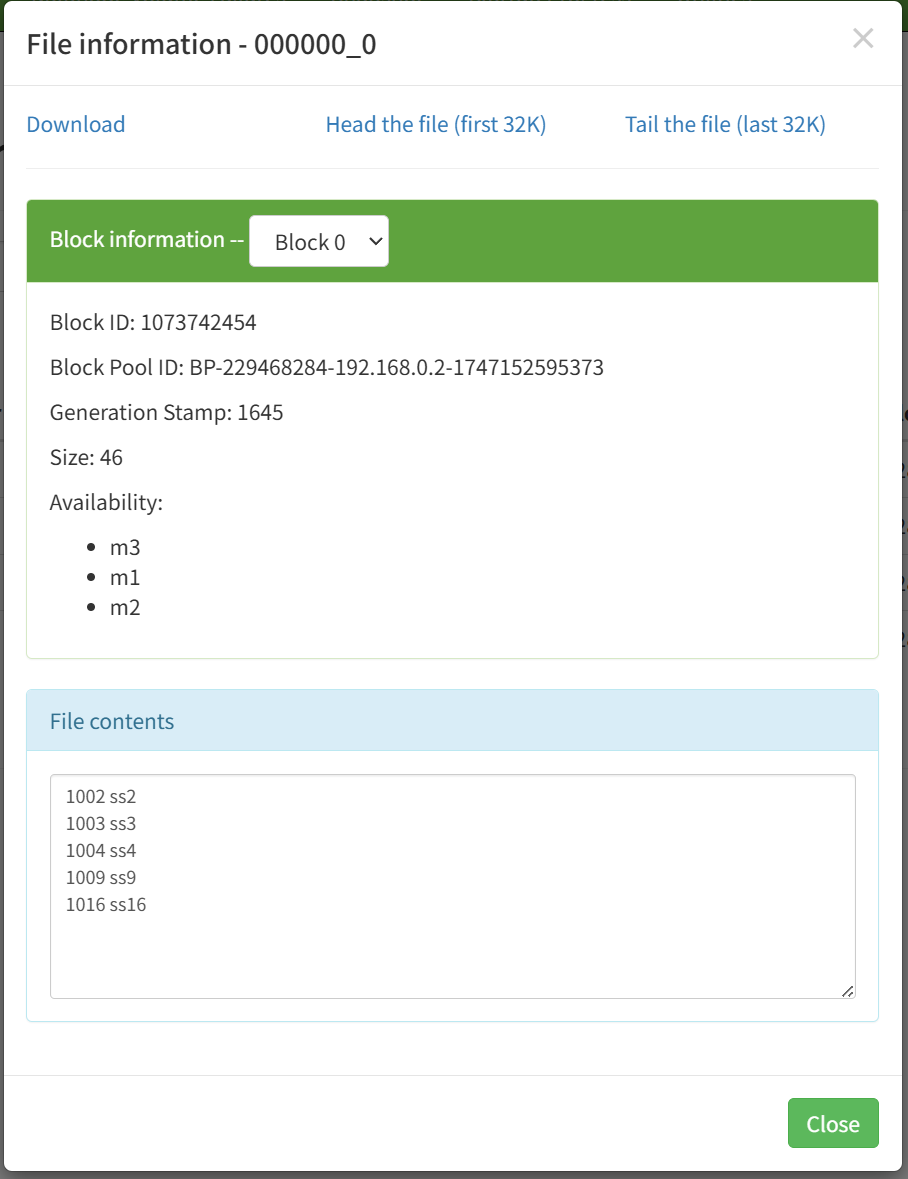 File information - 000000_0
×
Download Head the file (first 32K) Tail the file (last 32K)
Block information -- Block 0
Block ID: 1073742454
Block Pool ID: BP-229468284-192.168.0.2-1747152595373
Generation Stamp: 1645
Size: 46
Availability:
m3
m1
m2
File contents
1002 ss2
1003 ss3
1004 ss4
1009 ss9
1016 ss16
Close